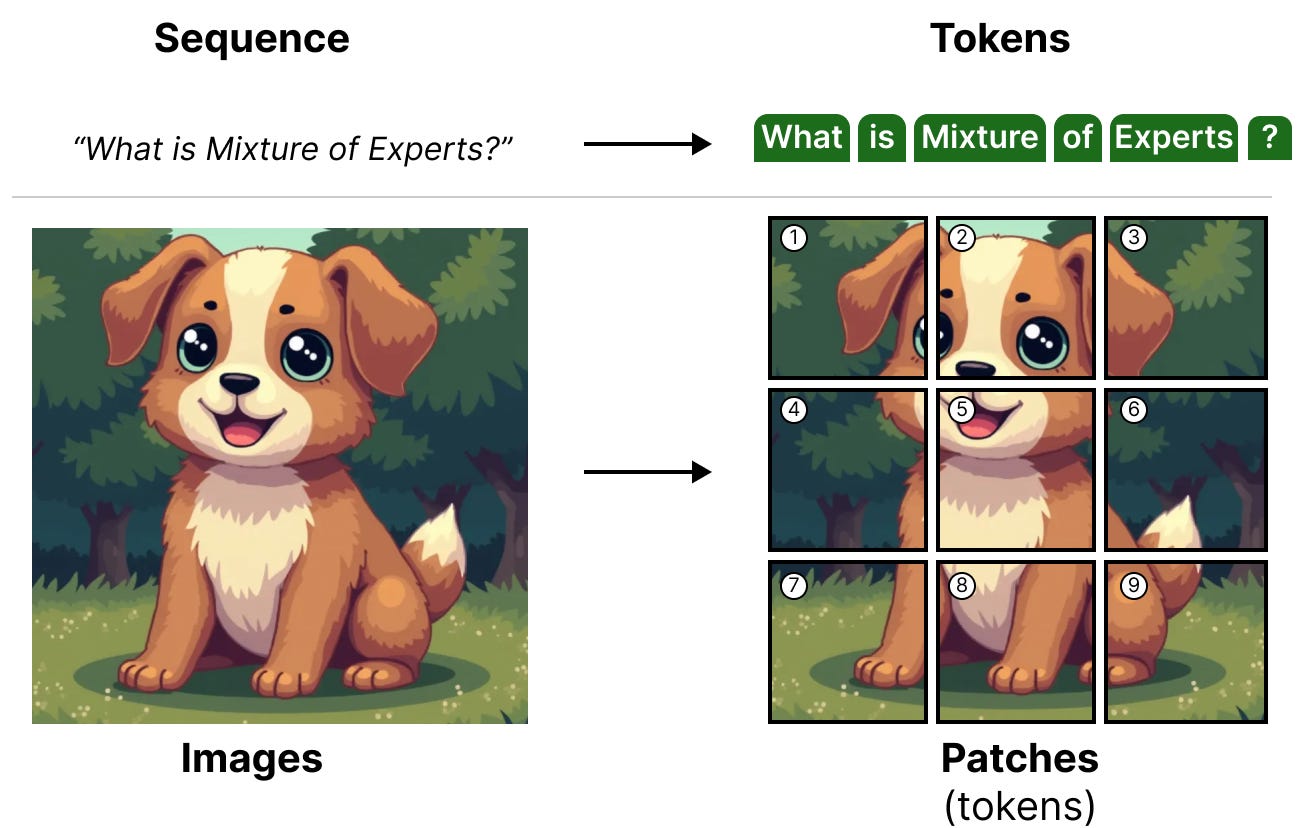 Sequence
Tokens
“What is Mixture of Experts?”
What is Mixture of Experts ?
1 2 3
4 5 6
7 8 9
Images
Patches
(tokens)